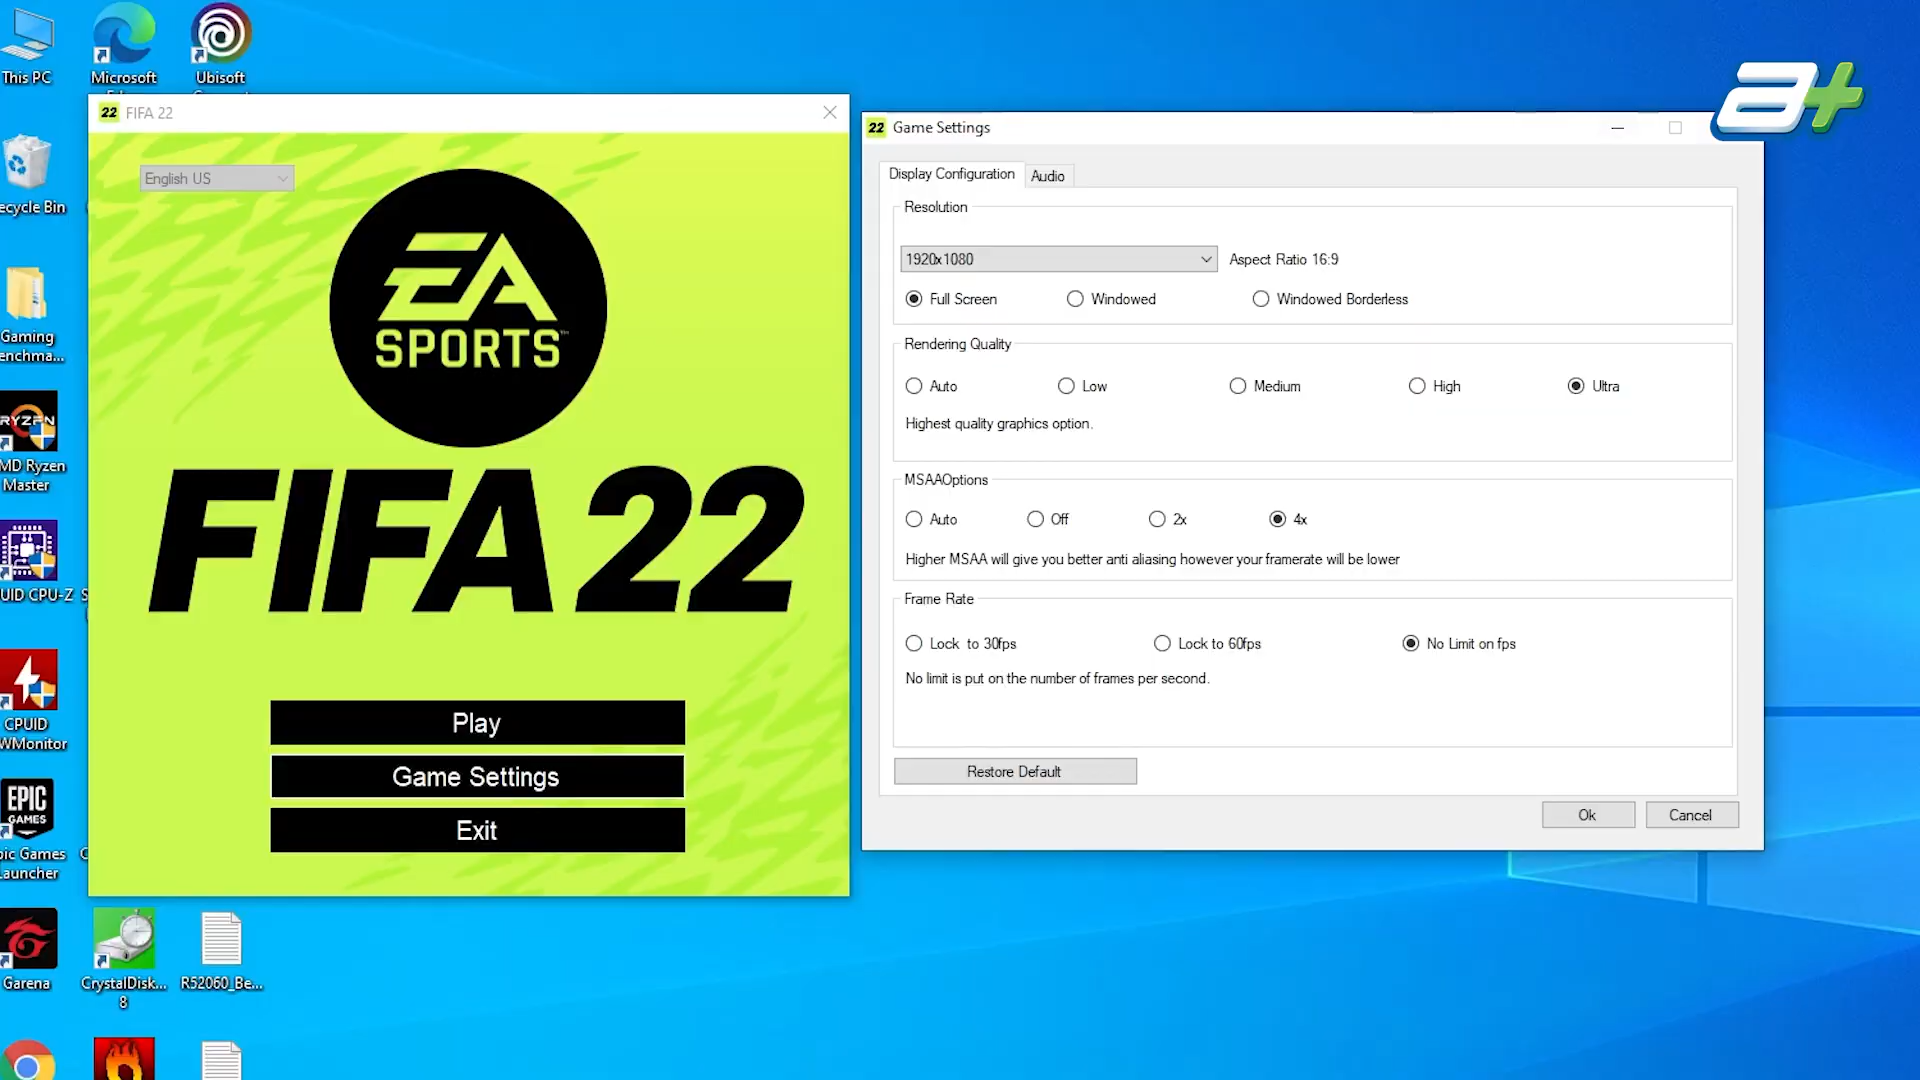 This PC
Microsoft
Ubisoft
ecycle Bin
Gaming
enchma...
RYZEN
MD Ryzen
Master
UID CPU-Z
S
CPUID
WMonitor
EPIC
GAMES
pic Games
Launcher
Garena
CrystalDisk...
8
R52060_Be...
22 FIFA 22
English US
EA
SPORTS™
FIFA 22
Play
Game Settings
Exit
22 Game Settings
Display Configuration
Audio
Resolution
1920x1080
Aspect Ratio 16:9
Full Screen
Windowed
Windowed Borderless
Rendering Quality
Auto
Low
Medium
High
Ultra
Highest quality graphics option.
MSAAOptions
Auto
Off
2x
4x
Higher MSAA will give you better anti aliasing however your framerate will be lower
Frame Rate
Lock to 30fps
Lock to 60fps
No Limit on fps
No limit is put on the number of frames per second.
Restore Default
Ok
Cancel
a+